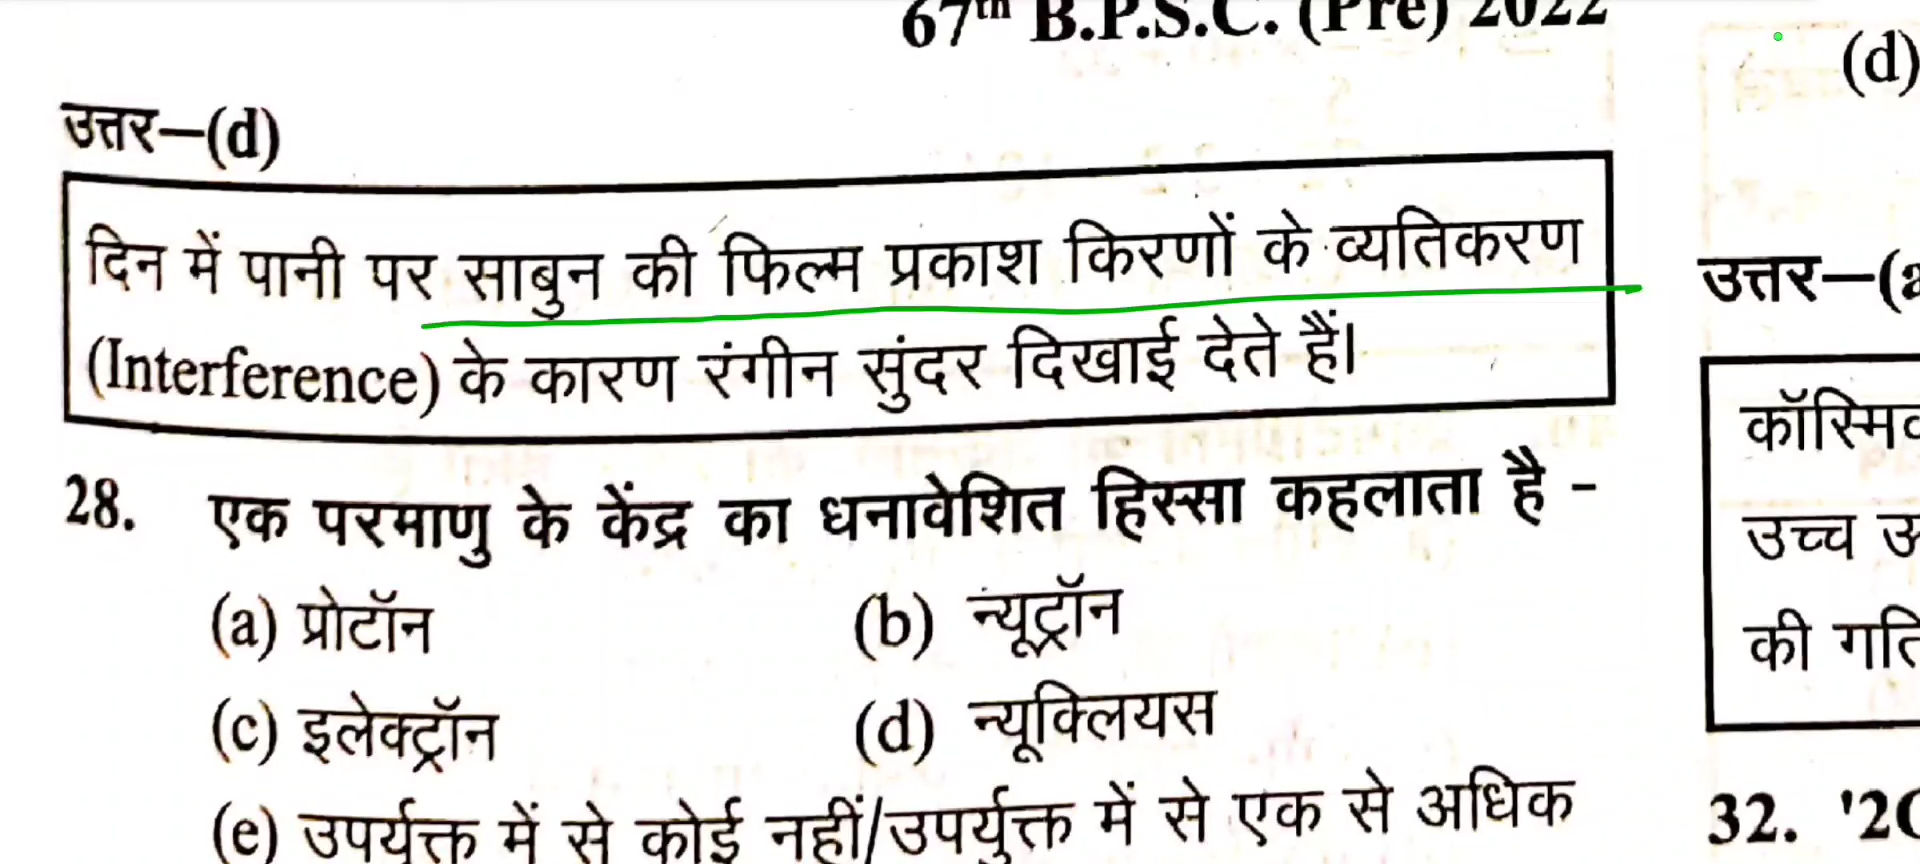 67th B.P.S.C. (Pre) 2022
उत्तर—(d)
दिन में पानी पर साबुन की फिल्म प्रकाश किरणों के व्यतिकरण
(Interference) के कारण रंगीन सुंदर दिखाई देते हैं।
28. एक परमाणु के केंद्र का धनावेशित हिस्सा कहलाता है -
(a) प्रोटॉन (b) न्यूट्रॉन
(c) इलेक्ट्रॉन (d) न्यूक्लियस
(e) उपर्युक्त में से कोई नहीं/उपर्युक्त में से एक से अधिक
(d)
उत्तर—(a
उच्च
की
32.